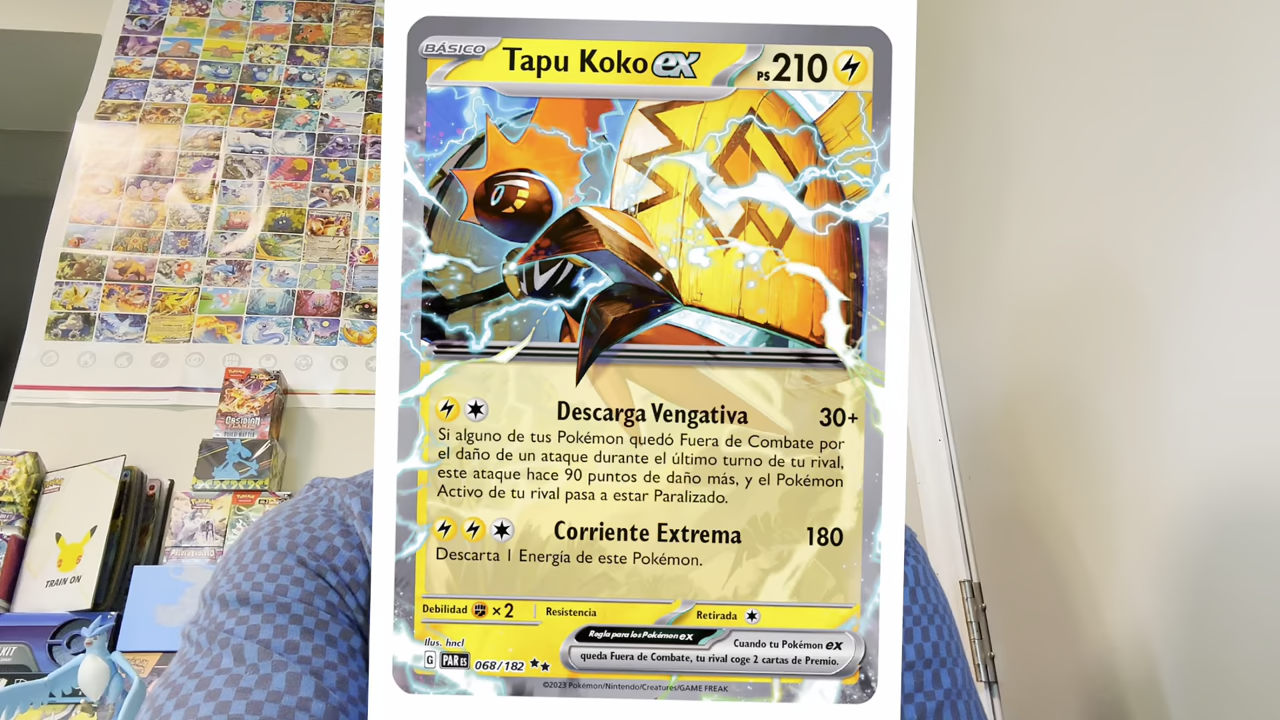 BÁSICO
Tapu Koko ex
PS 210
Descarga Vengativa 30+
Si alguno de tus Pokémon quedó Fuera de Combate por
el daño de un ataque durante el último turno de tu rival,
este ataque hace 90 puntos de daño más, y el Pokémon
Activo de tu rival pasa a estar Paralizado.
Corriente Extrema 180
Descarta 1 Energía de este Pokémon.
Debilidad ×2 Resistencia Retirada
Ilus. hncl
G PAR ES 068/182
Regla para los Pokémon ex
Cuando tu Pokémon ex
queda Fuera de Combate, tu rival coge 2 cartas de Premio.
©2023 Pokémon/Nintendo/Creatures/GAME FREAK
OBSIDIAN
FLAMES
TRAIN ON